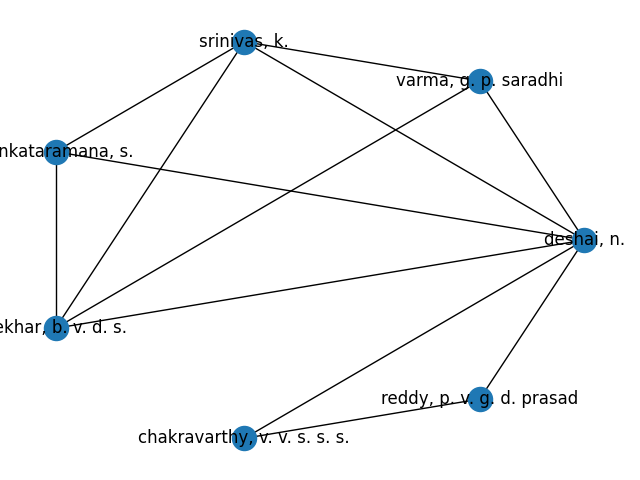 srinivas, k.
varma, g. p. saradhi
nkataramana, s.
deshai, n.
ekhar, b. v. d. s.
reddy, p. v. g. d. prasad
chakravarthy, v. v. s. s. s.